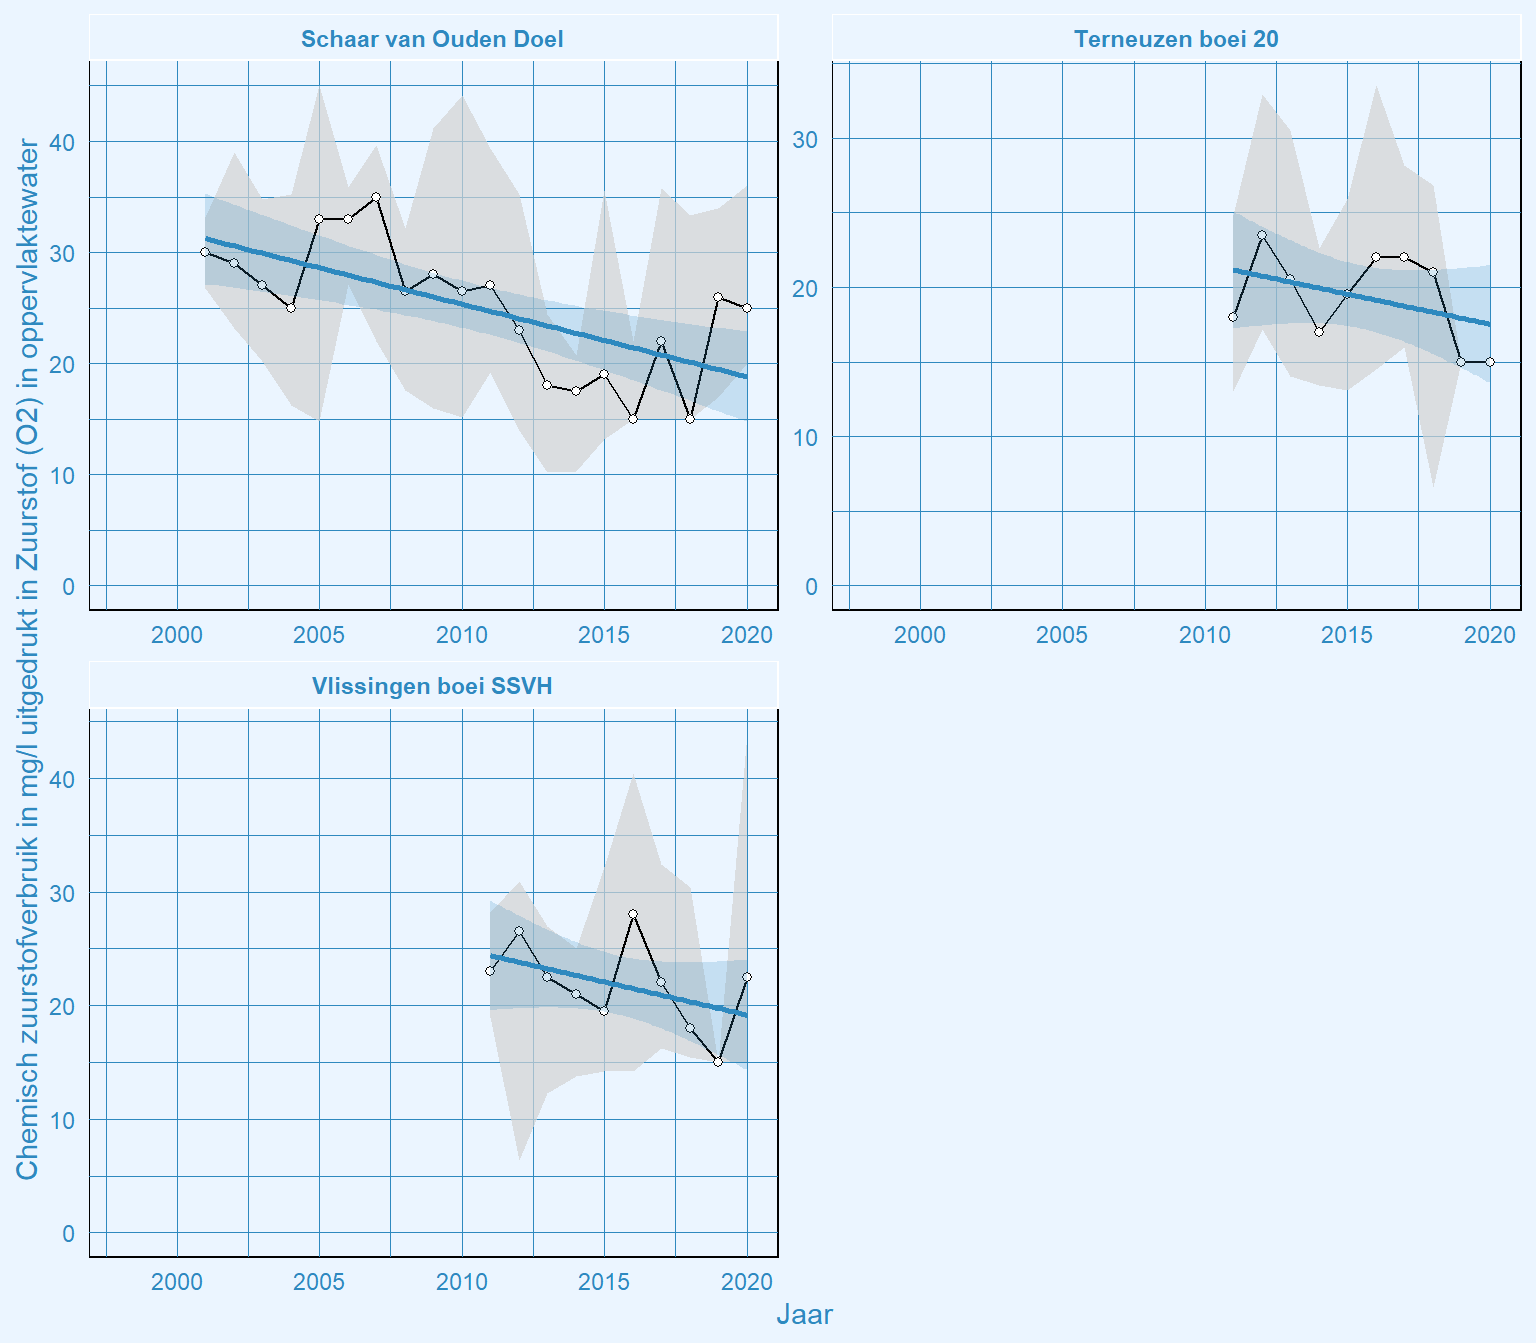 Chemisch zuurstofverbruik in mg/l uitgedrukt in Zuurstof (O2) in oppervlaktewater
Schaar van Ouden Doel
40
30
20
10
0
2000 2005 2010 2015 2020
Terneuzen boei 20
30
20
10
0
2000 2005 2010 2015 2020
Vlissingen boei SSVH
40
30
20
10
0
2000 2005 2010 2015 2020
Jaar